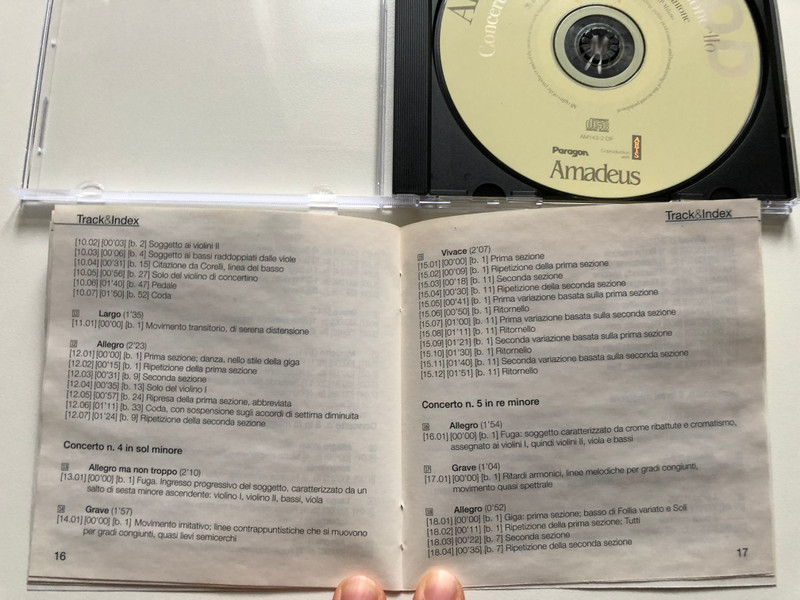 Concerto
AM143-2 DP
Paragon
ARTS
Amadeus
Track&Index
[10.02] [00'03] [b. 2] Soggetto ai violini II
[10.03] [00'06] [b. 4] Soggetto ai bassi raddoppiati dalle viole
[10.04] [00'31] [b. 15] Citazione da Corelli, linea del basso
[10.05] [00'56] [b. 27] Solo del violino di concertino
[10.06] [01'40] [b. 47] Pedale
[10.07] [01'50] [b. 52] Coda
11 Largo (1'35)
[11.01] [00'00] [b. 1] Movimento transitorio, di serena distensione
12 Allegro (2'23)
[12.01] [00'00] [b. 1] Prima sezione; danza, nello stile della giga
[12.02] [00'15] [b. 1] Ripetizione della prima sezione
[12.03] [00'31] [b. 9] Seconda sezione
[12.04] [00'35] [b. 13] Solo del violino I
[12.05] [00'57] [b. 24] Ripresa della prima sezione, abbreviata
[12.06] [01'11] [b. 33] Coda, con sospensione sugli accordi di settima diminuita
[12.07] [01'24] [b. 9] Ripetizione della seconda sezione
Concerto n. 4 in sol minore
13 Allegro ma non troppo (2'10)
[13.01] [00'00] [b. 1] Fuga. Ingresso progressivo del soggetto, caratterizzato da un
salto di sesta minore ascendente: violino I, violino II, bassi, viola
14 Grave (1'57)
[14.01] [00'00] [b. 1] Movimento imitativo; linee contrappuntistiche che si muovono
per gradi congiunti, quasi lievi semicerchi
16
Track&Index
15 Vivace (2'07)
[15.01] [00'00] [b. 1] Prima sezione
[15.02] [00'09] [b. 1] Ripetizione della prima sezione
[15.03] [00'18] [b. 11] Seconda sezione
[15.04] [00'30] [b. 11] Ripetizione della seconda sezione
[15.05] [00'41] [b. 1] Prima variazione basata sulla prima sezione
[15.06] [00'50] [b. 1] Ritornello
[15.07] [01'00] [b. 11] Prima variazione basata sulla seconda sezione
[15.08] [01'11] [b. 11] Ritornello
[15.09] [01'21] [b. 1] Seconda variazione basata sulla prima sezione
[15.10] [01'30] [b. 1] Ritornello
[15.11] [01'40] [b. 11] Seconda variazione basata sulla seconda sezione
[15.12] [01'51] [b. 11] Ritornello
Concerto n. 5 in re minore
16 Allegro (1'54)
[16.01] [00'00] [b. 1] Fuga: soggetto caratterizzato da crome ribattute e cromatismo,
assegnato ai violini I, quindi violini II, viola e bassi
17 Grave (1'04)
[17.01] [00'00] [b. 1] Ritardi armonici, linee melodiche per gradi congiunti,
movimento quasi spettrale
18 Allegro (0'52)
[18.01] [00'00] [b. 1] Giga: prima sezione; basso di Follia variato e Soli
[18.02] [00'11] [b. 1] Ripetizione della prima sezione; Tutti
[18.03] [00'22] [b. 7] Seconda sezione
[18.04] [00'35] [b. 7] Ripetizione della seconda sezione
17